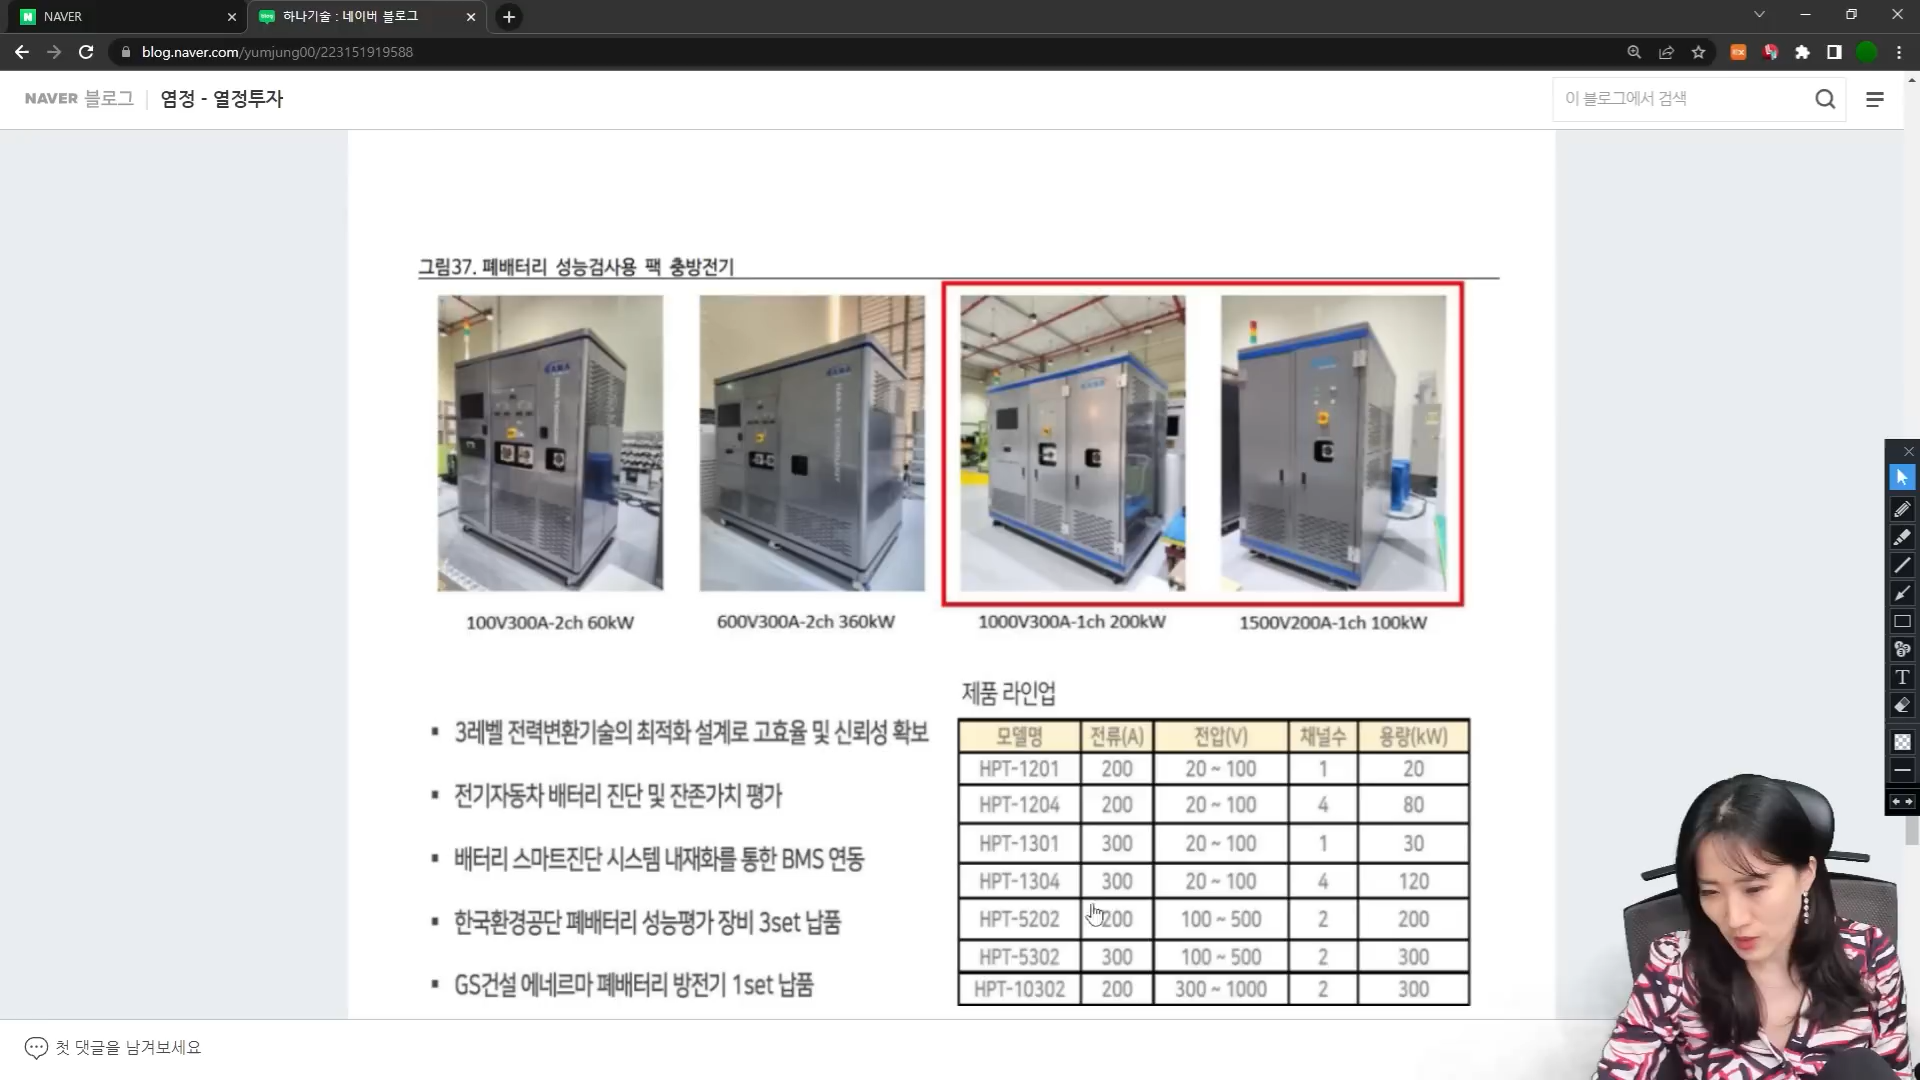 NAVER
하나기술 : 네이버 블로그
blog.naver.com/yumjung00/223151919588
NAVER 블로그
염정 - 열정투자
이 블로그에서 검색
그림37. 폐배터리 성능검사용 팩 충방전기
100V300A-2ch 60kW
600V300A-2ch 360kW
1000V300A-1ch 200kW
1500V200A-1ch 100kW
▪ 3레벨 전력변환기술의 최적화 설계로 고효율 및 신뢰성 확보
▪ 전기자동차 배터리 진단 및 잔존가치 평가
▪ 배터리 스마트진단 시스템 내재화를 통한 BMS 연동
▪ 한국환경공단 폐배터리 성능평가 장비 3set 납품
▪ GS건설 에네르마 폐배터리 방전기 1set 납품
제품 라인업
모델명 전류(A) 전압(V) 채널수 용량(kW)
HPT-1201 200 20 ~ 100 1 20
HPT-1204 200 20 ~ 100 4 80
HPT-1301 300 20 ~ 100 1 30
HPT-1304 300 20 ~ 100 4 120
HPT-5202 200 100 ~ 500 2 200
HPT-5302 300 100 ~ 500 2 300
HPT-10302 200 300 ~ 1000 2 300
첫 댓글을 남겨보세요